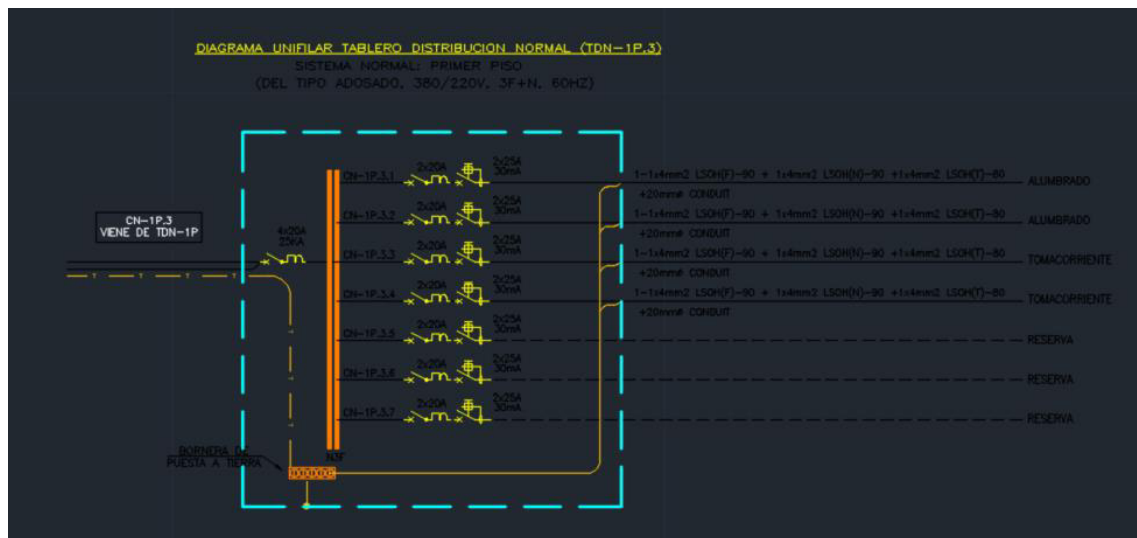 DIAGRAMA UNIFILAR TABLERO DISTRIBUCION NORMAL (TDN-1P.3)
SISTEMA NORMAL: PRIMER PISO
(DEL TIPO ADOSADO, 380/220V, 3F+N, 60HZ)
CN-1P.3
VIENE DE TDN-1P
4x20A
25KA
CN-1P.3.1
2x20A
2x25A
30mA
1-1x4mm2 LSOH(F)-90 + 1x4mm2 LSOH(N)-90 +1x4mm2 LSOH(T)-80
+20mmø CONDUIT
ALUMBRADO
CN-1P.3.2
2x20A
2x25A
30mA
1-1x4mm2 LSOH(F)-90 + 1x4mm2 LSOH(N)-90 +1x4mm2 LSOH(T)-80
+20mmø CONDUIT
ALUMBRADO
CN-1P.3.3
2x20A
2x25A
30mA
1-1x4mm2 LSOH(F)-90 + 1x4mm2 LSOH(N)-90 +1x4mm2 LSOH(T)-80
+20mmø CONDUIT
TOMACORRIENTE
CN-1P.3.4
2x20A
2x25A
30mA
1-1x4mm2 LSOH(F)-90 + 1x4mm2 LSOH(N)-90 +1x4mm2 LSOH(T)-80
+20mmø CONDUIT
TOMACORRIENTE
CN-1P.3.5
2x20A
2x25A
30mA
RESERVA
CN-1P.3.6
2x20A
2x25A
30mA
RESERVA
CN-1P.3.7
2x20A
2x25A
30mA
RESERVA
T T T T
BORNERA DE
PUESTA A TIERRA
N3F